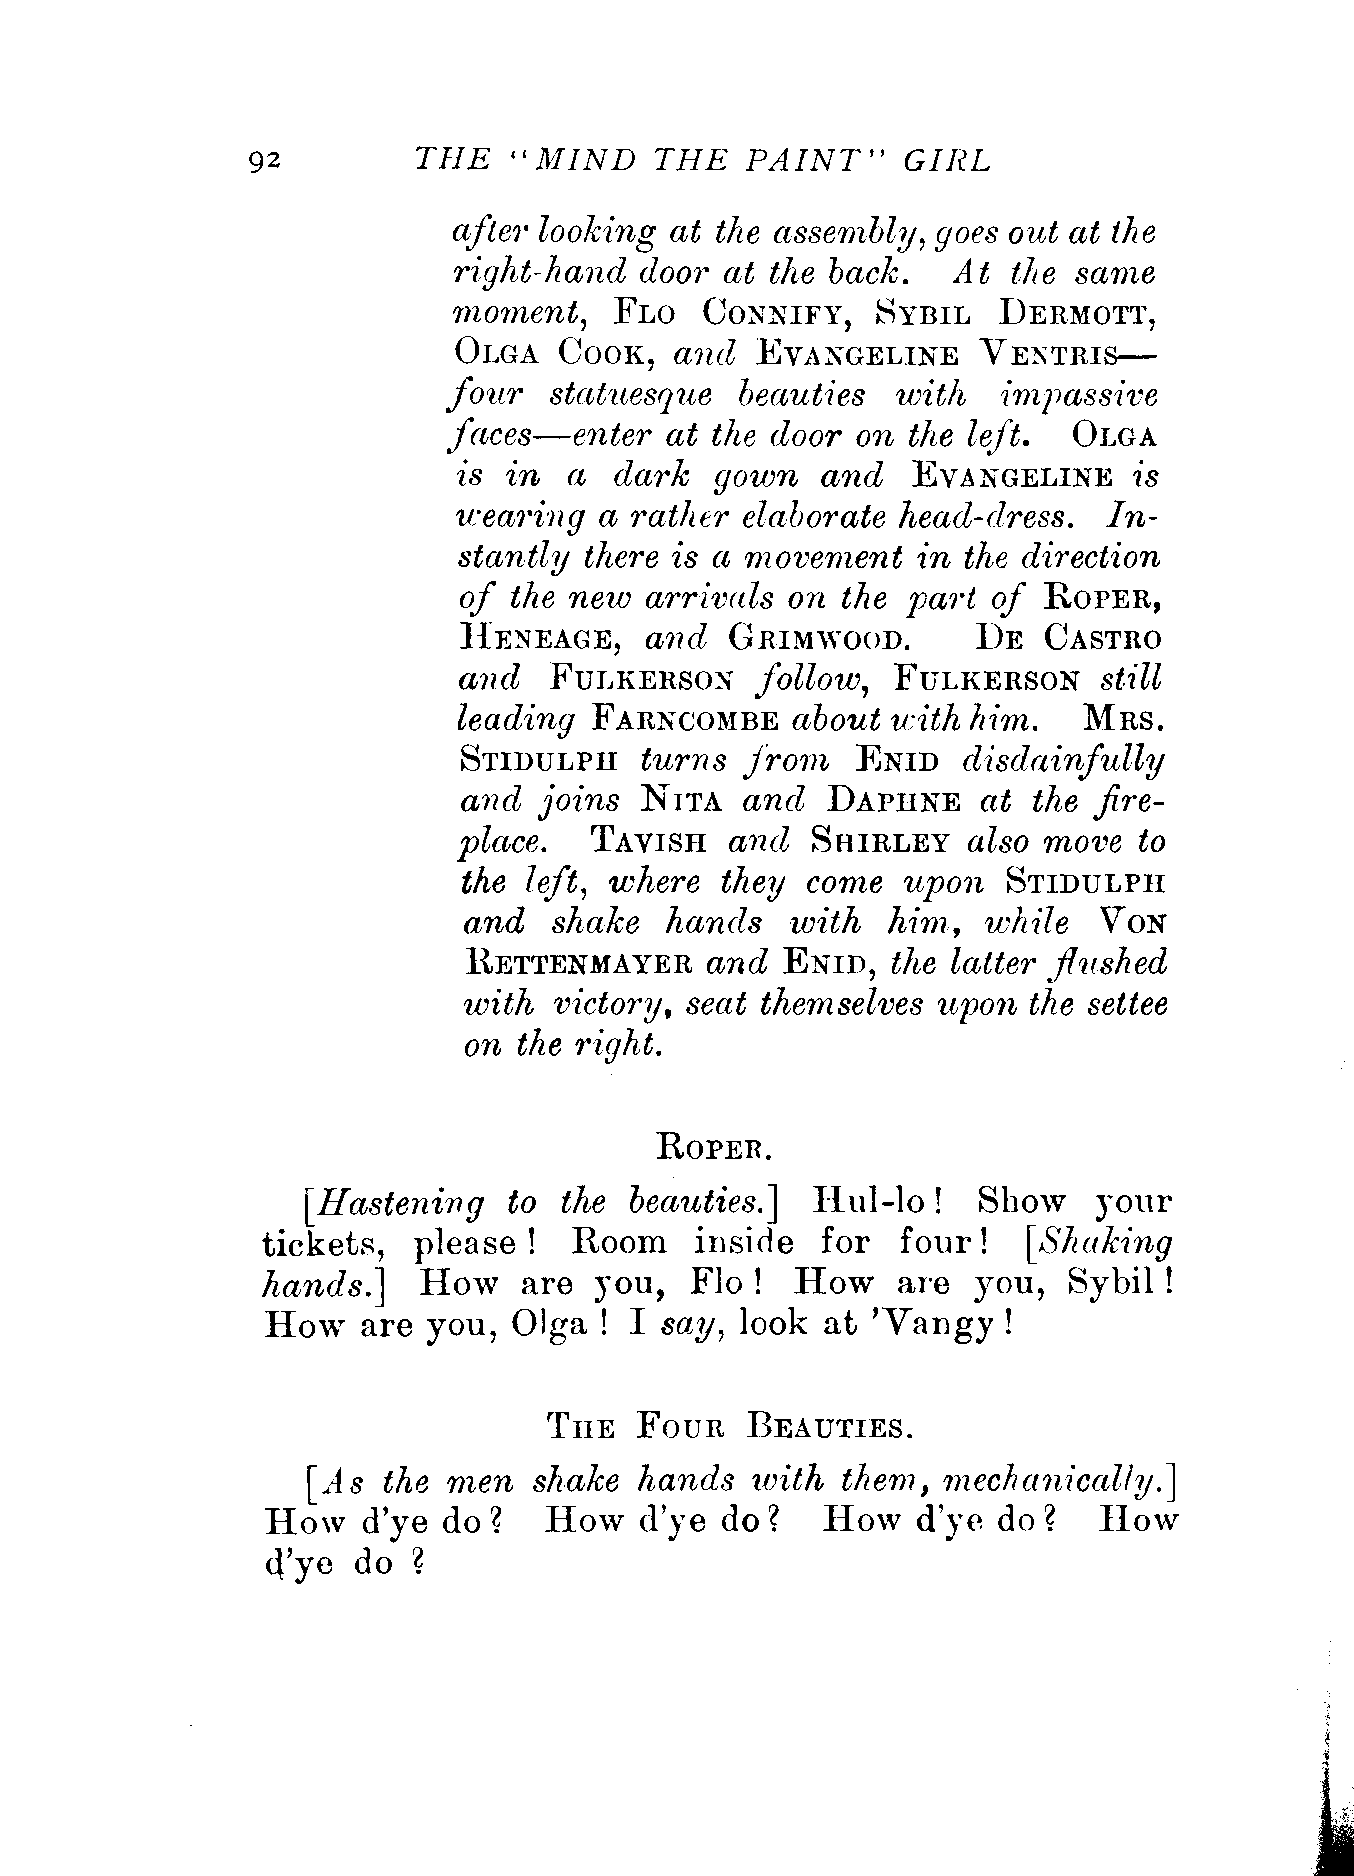 92 THE "MIND THE PAINT" GIRL
after looking at the assembly, goes out at the
right-hand door at the back. At the same
moment, FLO CONNIFY, SYBIL DERMOTT,
OLGA COOK, and EVANGELINE VENTRIS—
four statuesque beauties with impassive
faces—enter at the door on the left. OLGA
is in a dark gown and EVANGELINE is
wearing a rather elaborate head-dress. In-
stantly there is a movement in the direction
of the new arrivals on the part of ROPER,
HENEAGE, and GRIMWOOD. DE CASTRO
and FULKERSON follow, FULKERSON still
leading FARNCOMBE about with him. MRS.
STIDULPH turns from ENID disdainfully
and joins NITA and DAPHNE at the fire-
place. TAVISH and SHIRLEY also move to
the left, where they come upon STIDULPH
and shake hands with him, while VON
RETTENMAYER and ENID, the latter flushed
with victory, seat themselves upon the settee
on the right.
ROPER.
[Hastening to the beauties.] Hul-lo! Show your
tickets, please! Room inside for four! [Shaking
hands.] How are you, Flo! How are you, Sybil!
How are you, Olga! I say, look at 'Vangy!
THE FOUR BEAUTIES.
[As the men shake hands with them, mechanically.]
How d'ye do? How d'ye do? How d'ye do? How
d'ye do?